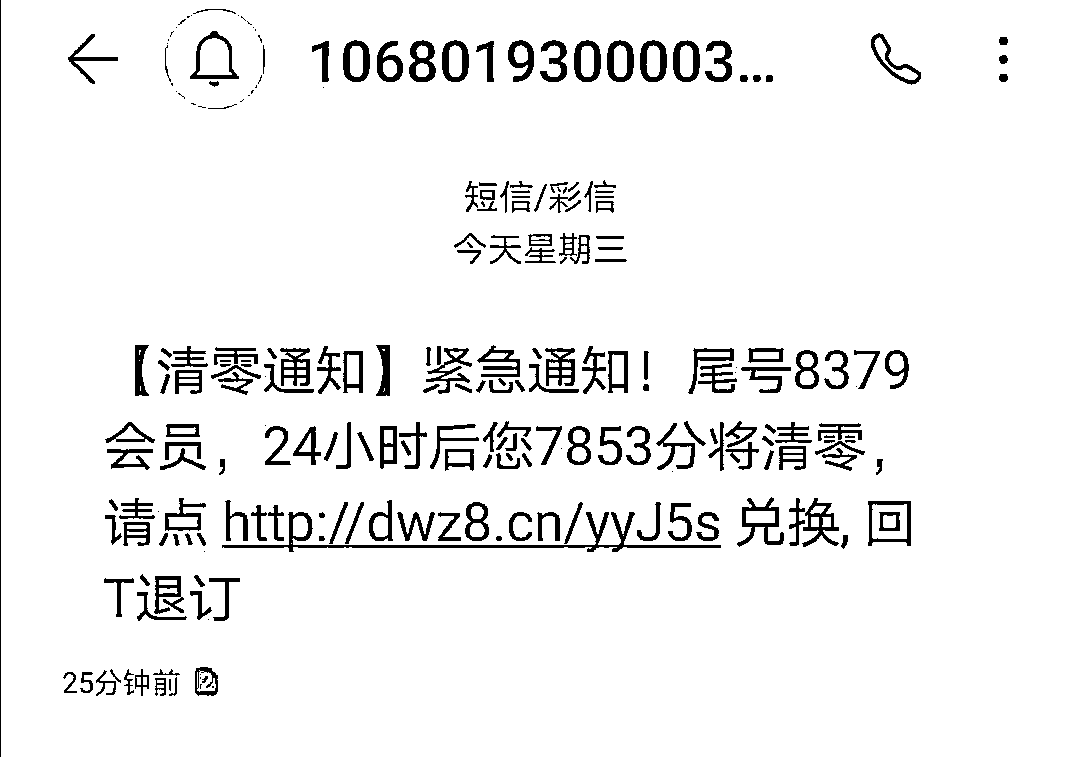 1068019300003...
短信/彩信
今天星期三
【清零通知】紧急通知！尾号8379
会员，24小时后您7853分将清零，
请点 http://dwz8.cn/yyJ5s 兑换, 回
T退订
25分钟前